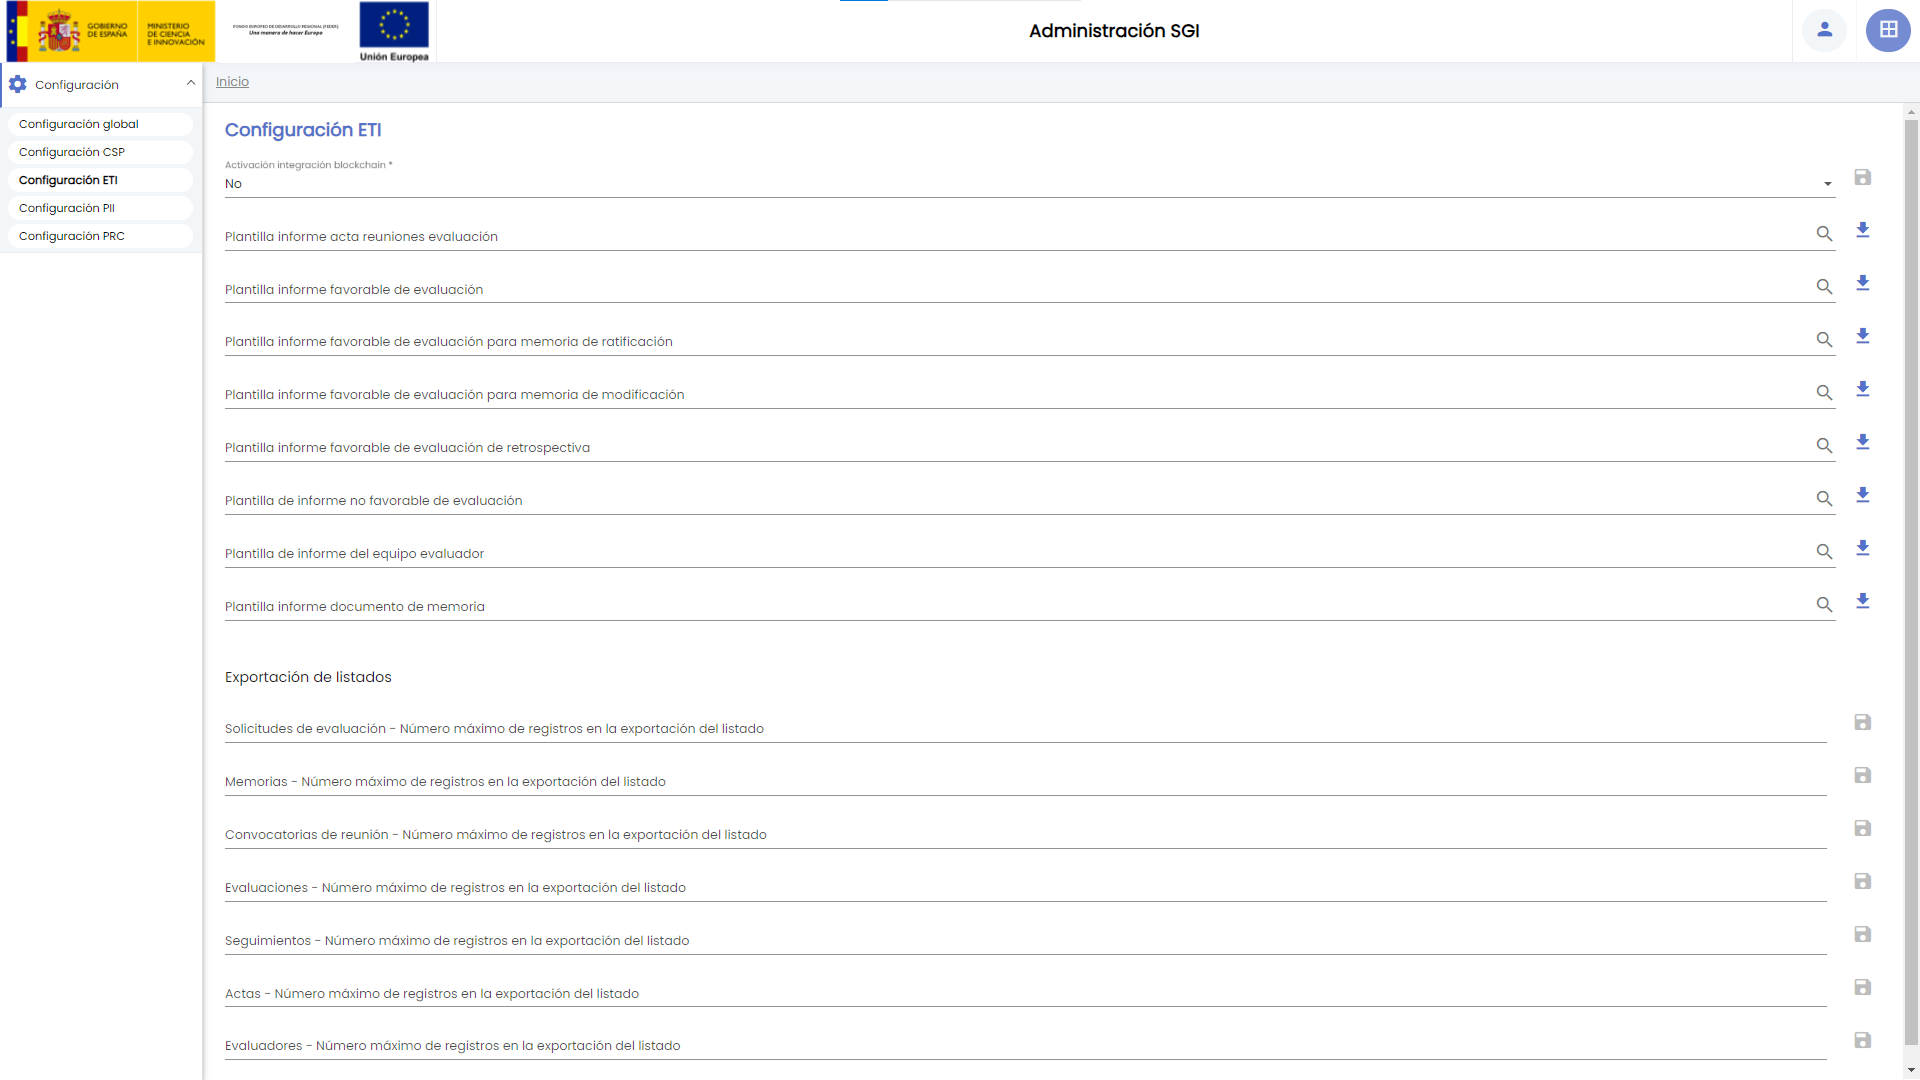 GOBIERNO
DE ESPAÑA
MINISTERIO
DE CIENCIA
E INNOVACIÓN
FONDO EUROPEO DE DESARROLLO REGIONAL (FEDER)
Una manera de hacer Europa
Unión Europea
Administración SGI
Configuración
Inicio
Configuración global
Configuración CSP
Configuración ETI
Configuración PII
Configuración PRC
Configuración ETI
Activación integración blockchain *
No
Plantilla informe acta reuniones evaluación
Plantilla informe favorable de evaluación
Plantilla informe favorable de evaluación para memoria de ratificación
Plantilla informe favorable de evaluación para memoria de modificación
Plantilla informe favorable de evaluación de retrospectiva
Plantilla de informe no favorable de evaluación
Plantilla de informe del equipo evaluador
Plantilla informe documento de memoria
Exportación de listados
Solicitudes de evaluación - Número máximo de registros en la exportación del listado
Memorias - Número máximo de registros en la exportación del listado
Convocatorias de reunión - Número máximo de registros en la exportación del listado
Evaluaciones - Número máximo de registros en la exportación del listado
Seguimientos - Número máximo de registros en la exportación del listado
Actas - Número máximo de registros en la exportación del listado
Evaluadores - Número máximo de registros en la exportación del listado